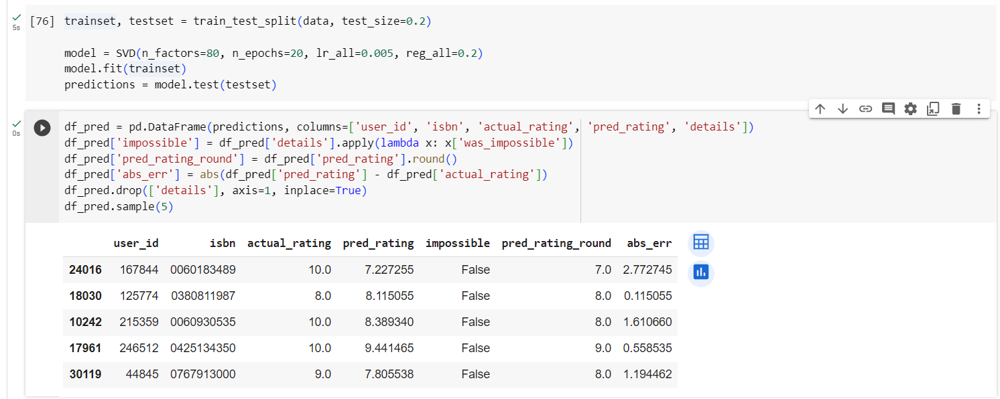 [76] trainset, testset = train_test_split(data, test_size=0.2)
5s
model = SVD(n_factors=80, n_epochs=20, lr_all=0.005, reg_all=0.2)
model.fit(trainset)
predictions = model.test(testset)
df_pred = pd.DataFrame(predictions, columns=['user_id', 'isbn', 'actual_rating', 'pred_rating', 'details'])
0s
df_pred['impossible'] = df_pred['details'].apply(lambda x: x['was_impossible'])
df_pred['pred_rating_round'] = df_pred['pred_rating'].round()
df_pred['abs_err'] = abs(df_pred['pred_rating'] - df_pred['actual_rating'])
df_pred.drop(['details'], axis=1, inplace=True)
df_pred.sample(5)
user_id isbn actual_rating pred_rating impossible pred_rating_round abs_err
24016 167844 0060183489 10.0 7.227255 False 7.0 2.772745
18030 125774 0380811987 8.0 8.115055 False 8.0 0.115055
10242 215359 0060930535 10.0 8.389340 False 8.0 1.610660
17961 246512 0425134350 10.0 9.441465 False 9.0 0.558535
30119 44845 0767913000 9.0 7.805538 False 8.0 1.194462